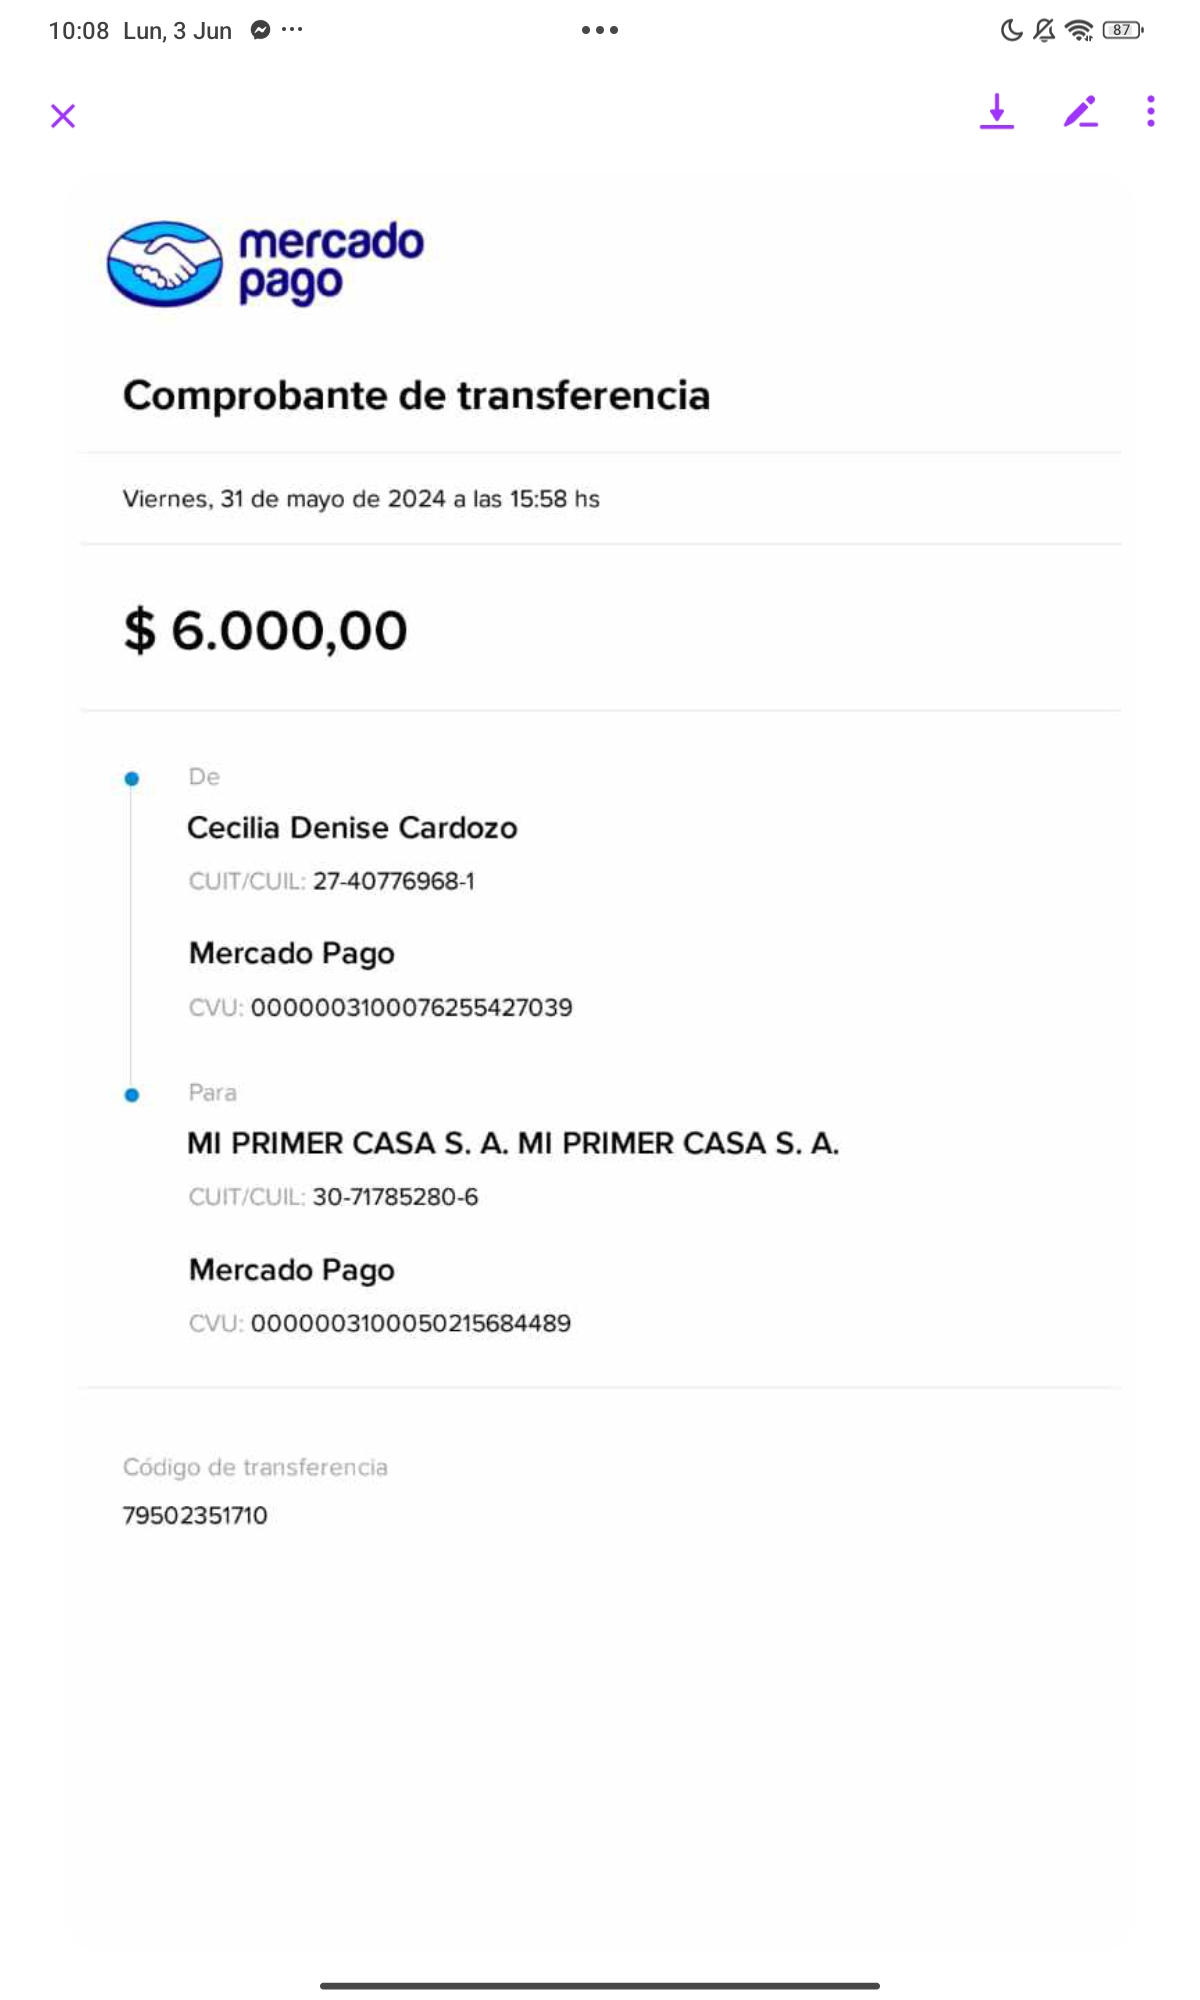 10:08 Lun, 3 Jun
87
mercado
pago
Comprobante de transferencia
Viernes, 31 de mayo de 2024 a las 15:58 hs
$ 6.000,00
De
Cecilia Denise Cardozo
CUIT/CUIL: 27-40776968-1
Mercado Pago
CVU: 0000003100076255427039
Para
MI PRIMER CASA S. A. MI PRIMER CASA S. A.
CUIT/CUIL: 30-71785280-6
Mercado Pago
CVU: 0000003100050215684489
Código de transferencia
79502351710